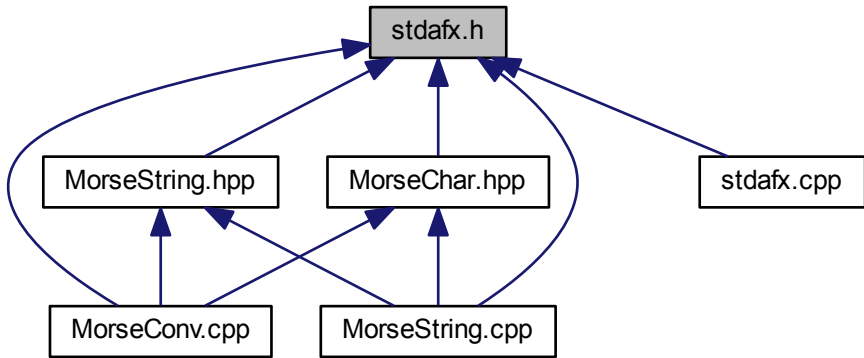 stdafx.h
MorseString.hpp
MorseChar.hpp
stdafx.cpp
MorseConv.cpp
MorseString.cpp